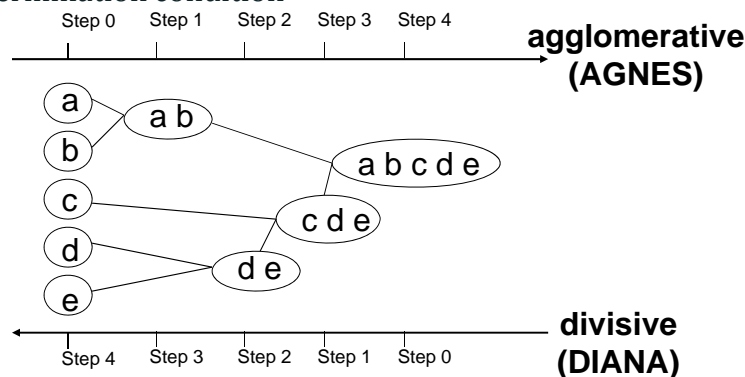 Step 0 Step 1 Step 2 Step 3 Step 4
agglomerative
(AGNES)
a
a b
b
a b c d e
c
c d e
d
d e
e
divisive
(DIANA)
Step 4 Step 3 Step 2 Step 1 Step 0